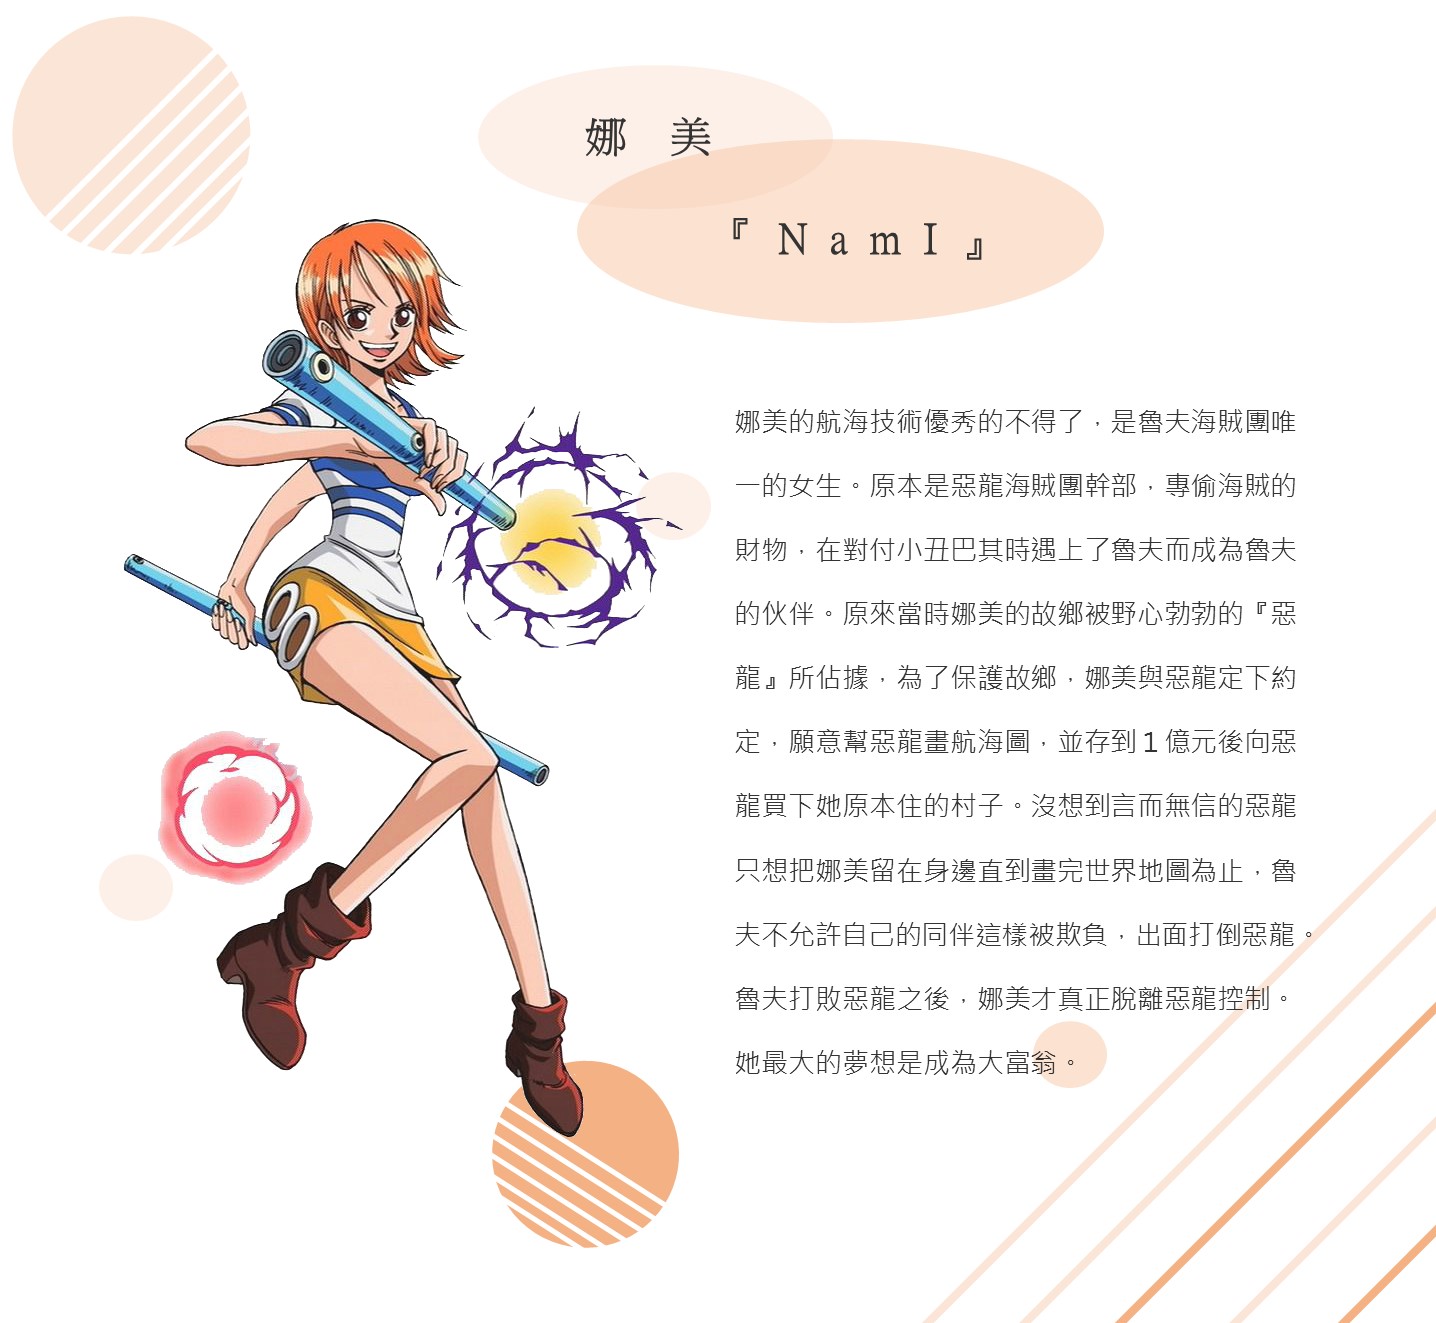 娜 美
『 N a m I 』
娜美的航海技術優秀的不得了，是魯夫海賊團唯
一的女生。原本是惡龍海賊團幹部，專偷海賊的
財物，在對付小丑巴其時遇上了魯夫而成為魯夫
的伙伴。原來當時娜美的故鄉被野心勃勃的『惡
龍』所佔據，為了保護故鄉，娜美與惡龍定下約
定，願意幫惡龍畫航海圖，並存到1億元後向惡
龍買下她原本住的村子。沒想到言而無信的惡龍
只想把娜美留在身邊直到畫完世界地圖為止，魯
夫不允許自己的同伴這樣被欺負，出面打倒惡龍。
魯夫打敗惡龍之後，娜美才真正脫離惡龍控制。
她最大的夢想是成為大富翁。